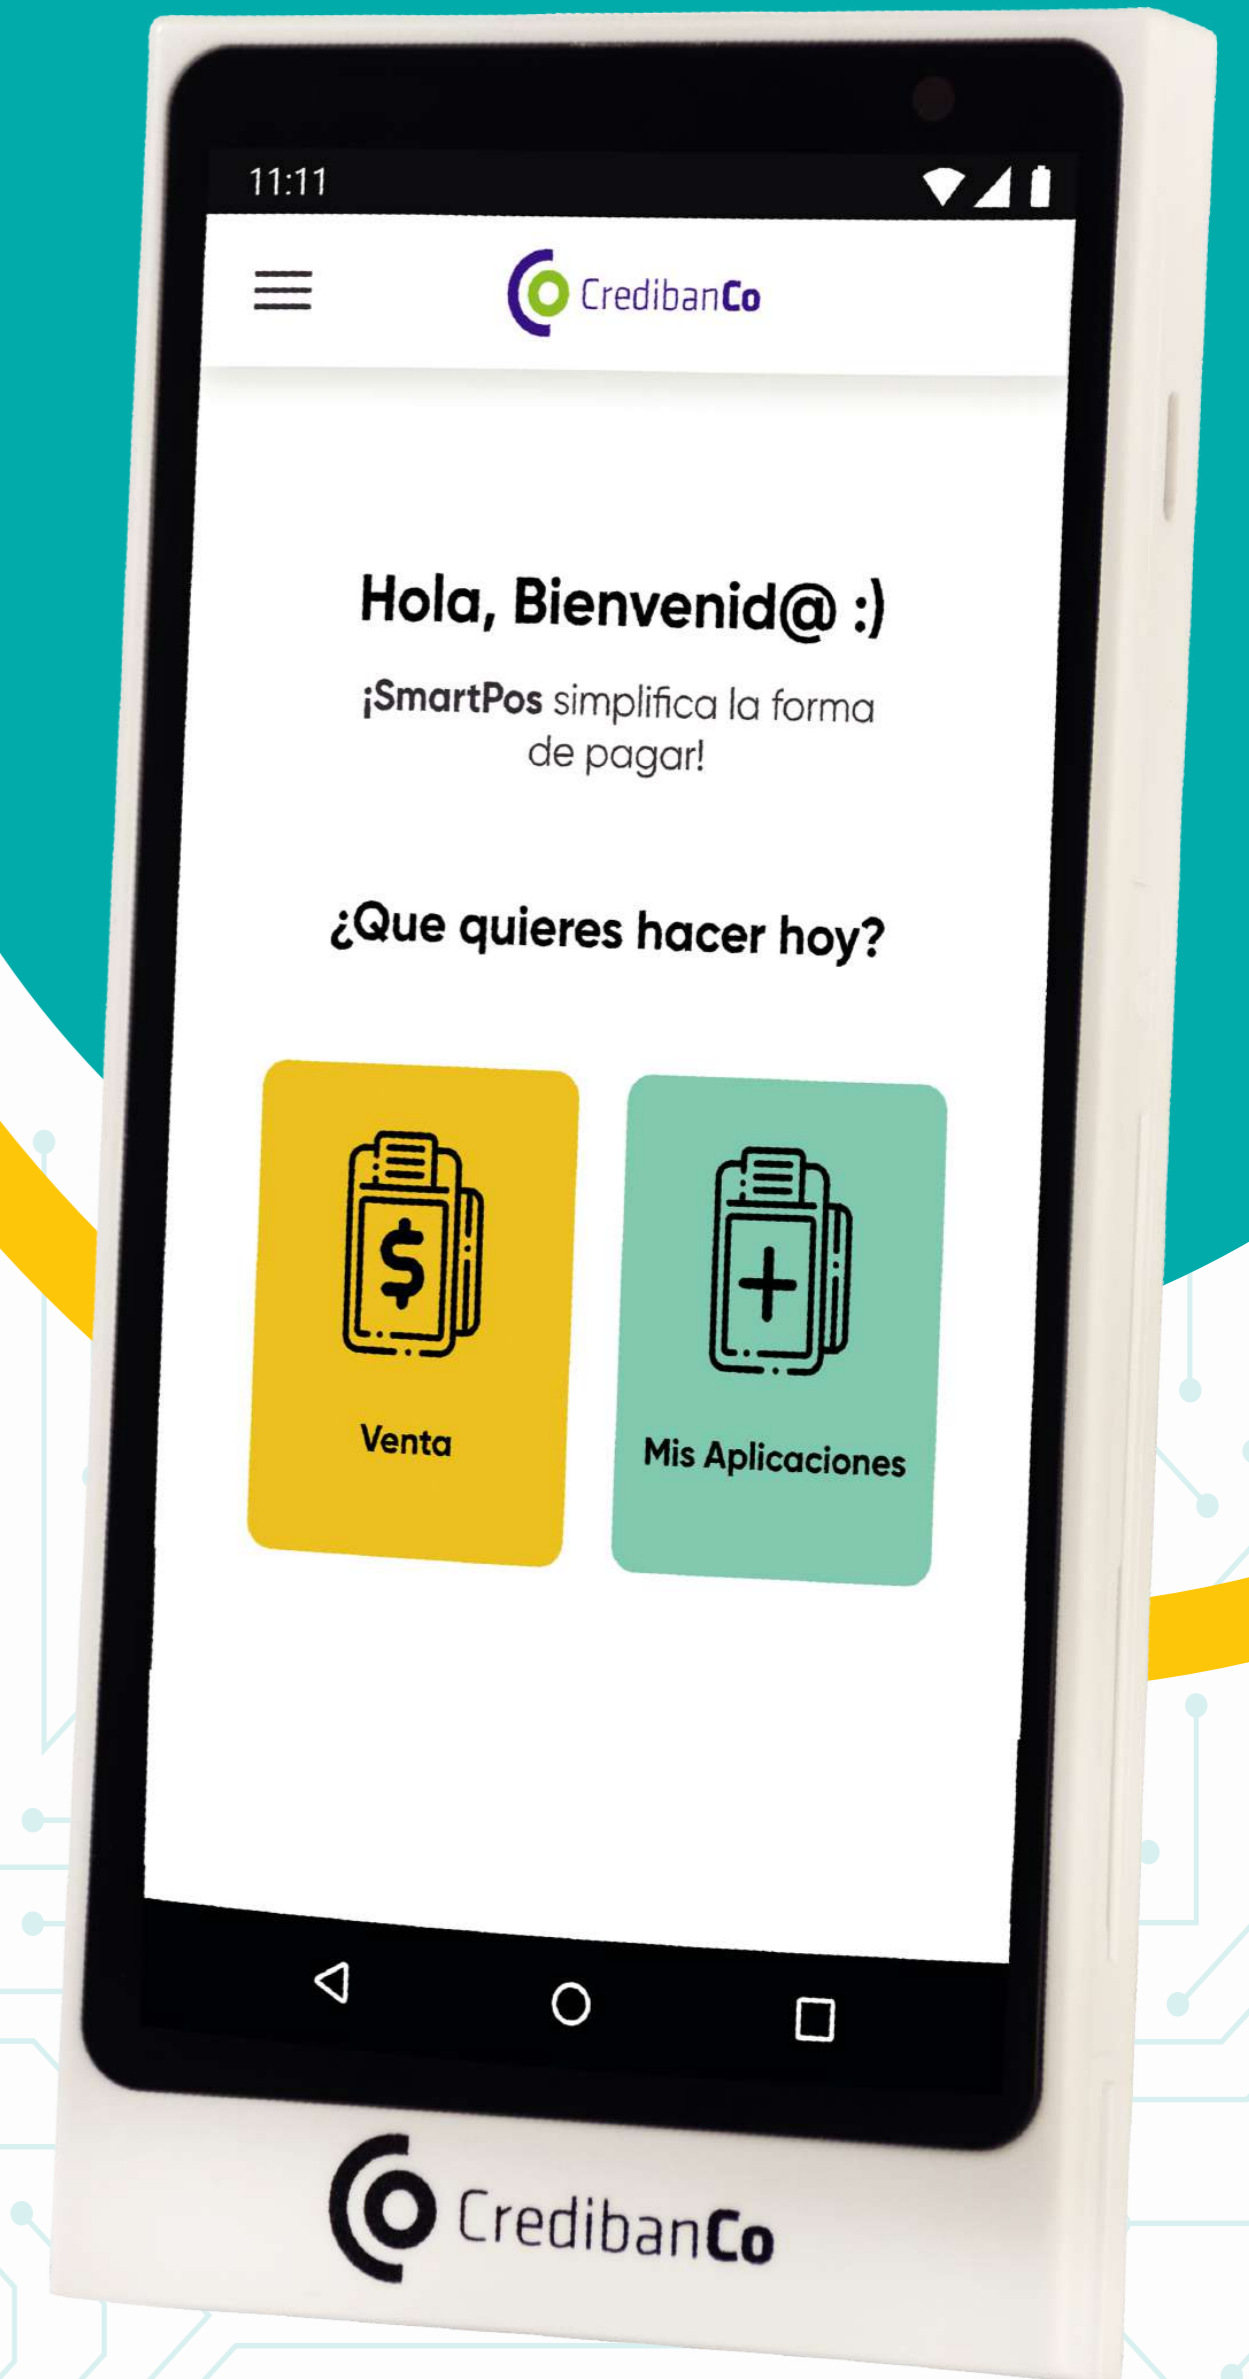 11:11
CredibanCo
Hola, Bienvenid@ :)
¡SmartPos simplifica la forma
de pagar!
¿Que quieres hacer hoy?
$
Venta
Mis Aplicaciones
CredibanCo